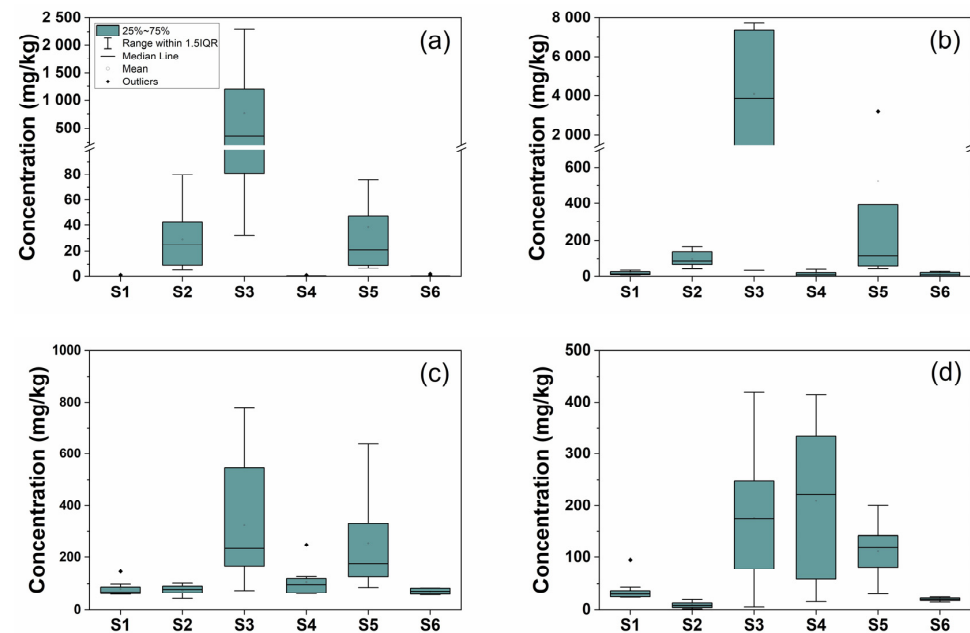 (a)
2 500
2 000
1 500
1 000
500
80
60
40
20
0
Concentration (mg/kg)
25%~75%
Range within 1.5IQR
Median Line
Mean
Outliers
S1 S2 S3 S4 S5 S6
(b)
8 000
6 000
4 000
2 000
600
400
200
0
Concentration (mg/kg)
S1 S2 S3 S4 S5 S6
(c)
1000
800
600
400
200
0
Concentration (mg/kg)
S1 S2 S3 S4 S5 S6
(d)
500
400
300
200
100
0
Concentration (mg/kg)
S1 S2 S3 S4 S5 S6